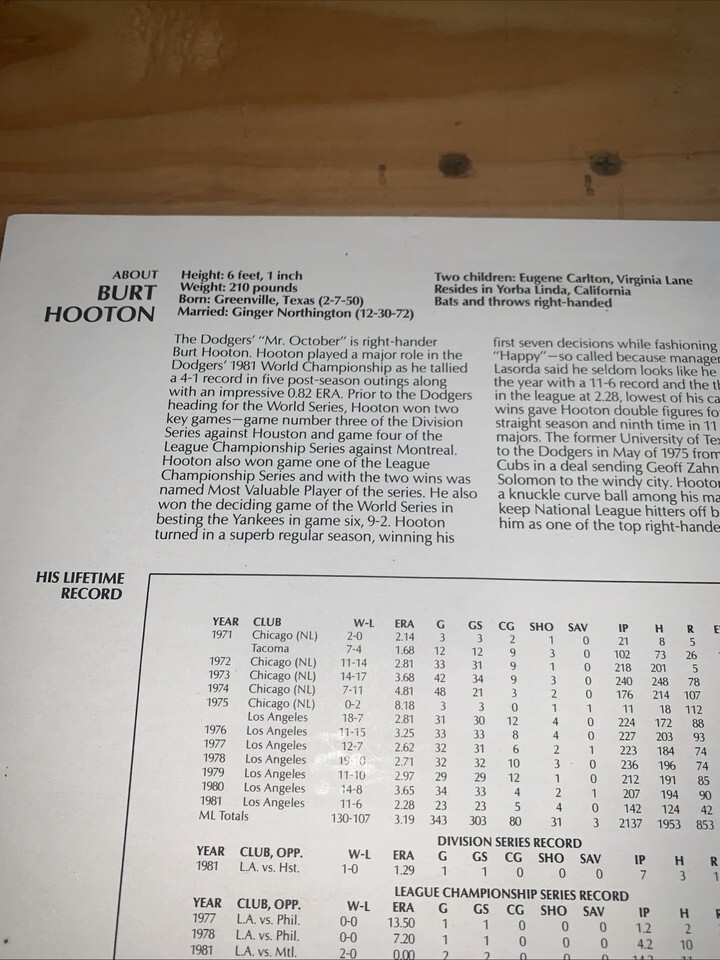 ABOUT
BURT
HOOTON
Height: 6 feet, 1 inch
Weight: 210 pounds
Born: Greenville, Texas (2-7-50)
Married: Ginger Northington (12-30-72)
Two children: Eugene Carlton, Virginia Lane
Resides in Yorba Linda, California
Bats and throws right-handed
The Dodgers' "Mr. October" is right-hander
Burt Hooton. Hooton played a major role in the
Dodgers' 1981 World Championship as he tallied
a 4-1 record in five post-season outings along
with an impressive 0.82 ERA. Prior to the Dodgers
heading for the World Series, Hooton won two
key games—game number three of the Division
Series against Houston and game four of the
League Championship Series against Montreal.
Hooton also won game one of the League
Championship Series and with the two wins was
named Most Valuable Player of the series. He also
won the deciding game of the World Series in
besting the Yankees in game six, 9-2. Hooton
turned in a superb regular season, winning his
first seven decisions while fashioning
"Happy"—so called because manager
Lasorda said he seldom looks like he
the year with a 11-6 record and the th
in the league at 2.28, lowest of his ca
wins gave Hooton double figures fo
straight season and ninth time in 11
majors. The former University of Tex
to the Dodgers in May of 1975 from
Cubs in a deal sending Geoff Zahn
Solomon to the windy city. Hooton
a knuckle curve ball among his ma
keep National League hitters off b
him as one of the top right-hande
HIS LIFETIME
RECORD
YEAR CLUB W-L ERA G GS CG SHO SAV IP H R E
1971 Chicago (NL) 2-0 2.14 3 3 2 1 0 21 8 5
Tacoma 7-4 1.68 12 12 9 3 0 102 73 26
1972 Chicago (NL) 11-14 2.81 33 31 9 1 0 218 201 5
1973 Chicago (NL) 14-17 3.68 42 34 9 3 0 240 248 78
1974 Chicago (NL) 7-11 4.81 48 21 3 2 0 176 214 107
1975 Chicago (NL) 0-2 8.18 3 3 0 1 1 11 18 112
Los Angeles 18-7 2.81 31 30 12 4 0 224 172 88
1976 Los Angeles 11-15 3.25 33 33 8 4 0 227 203 93
1977 Los Angeles 12-7 2.62 32 31 6 2 1 223 184 74
1978 Los Angeles 2.71 32 32 10 3 0 236 196 74
1979 Los Angeles 11-10 2.97 29 29 12 1 0 212 191 85
1980 Los Angeles 14-8 3.65 34 33 4 2 1 207 194 90
1981 Los Angeles 11-6 2.28 23 23 5 4 0 142 124 42
ML Totals 130-107 3.19 343 303 80 31 3 2137 1953 853
DIVISION SERIES RECORD
YEAR CLUB, OPP. W-L ERA G GS CG SHO SAV IP H R
1981 L.A. vs. Hst. 1-0 1.29 1 1 0 0 0 7 3 1
LEAGUE CHAMPIONSHIP SERIES RECORD
YEAR CLUB, OPP. W-L ERA G GS CG SHO SAV IP H
1977 L.A. vs. Phil. 0-0 13.50 1 1 0 0 0 1.2 2
1978 L.A. vs. Phil. 0-0 7.20 1 1 0 0 0 4.2 10
1981 L.A. vs. Mtl. 2-0 0.00 2 2 0 0 0